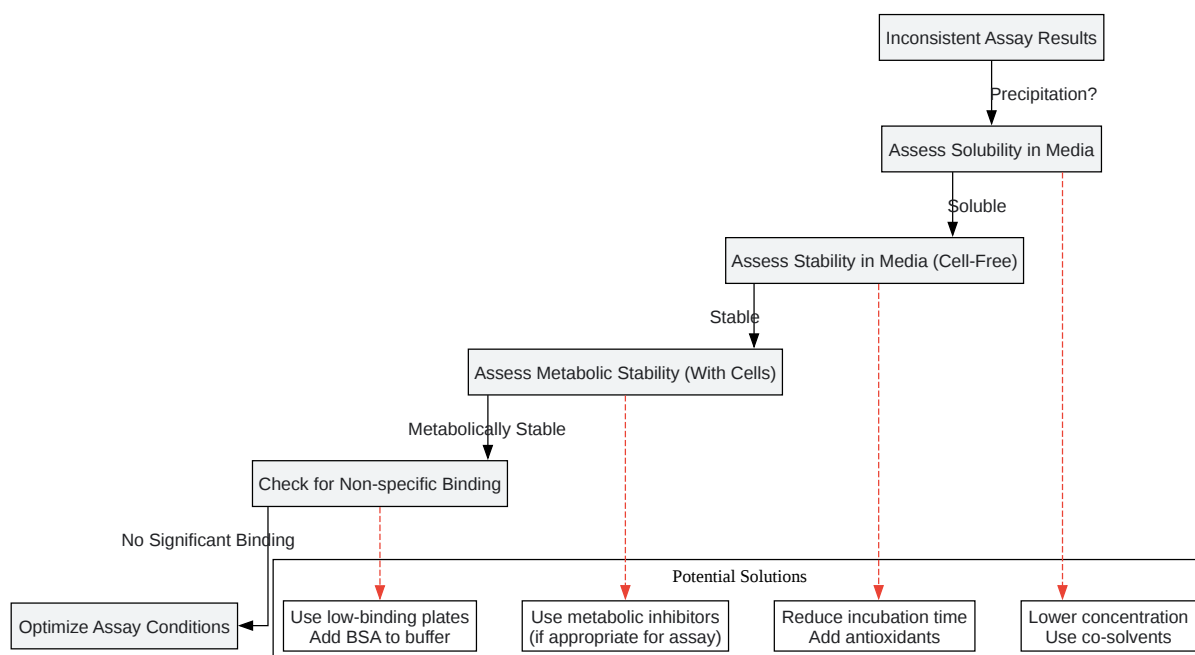 Inconsistent Assay Results
Precipitation?
Assess Solubility in Media
Soluble
Assess Stability in Media (Cell-Free)
Stable
Assess Metabolic Stability (With Cells)
Metabolically Stable
Check for Non-specific Binding
No Significant Binding
Potential Solutions
Optimize Assay Conditions
Use low-binding plates
Add BSA to buffer
Use metabolic inhibitors
(if appropriate for assay)
Reduce incubation time
Add antioxidants
Lower concentration
Use co-solvents